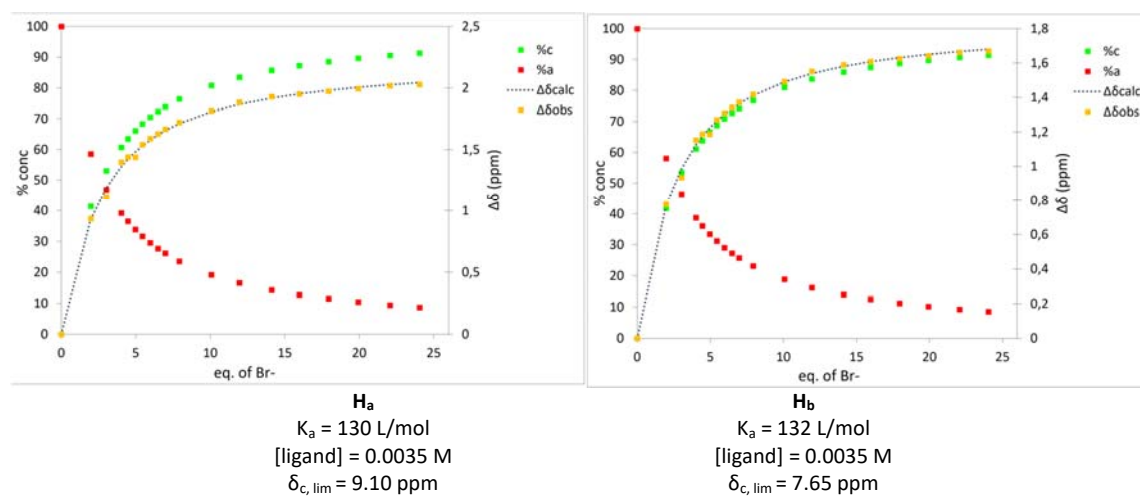 100
90
80
70
60
50
40
30
20
10
0
% conc
2,5
2
1,5
1
0,5
0
Δδ (ppm)
%c
%a
Δδcalc
Δδobs
0 5 10 15 20 25
eq. of Br-
100
90
80
70
60
50
40
30
20
10
0
% conc
1,8
1,6
1,4
1,2
1
0,8
0,6
0,4
0,2
0
Δδ (ppm)
%c
%a
Δδcalc
Δδobs
0 5 10 15 20 25
eq. of Br-
Hₐ
Kₐ = 130 L/mol
[ligand] = 0.0035 M
δc, lim = 9.10 ppm
Hb
Kₐ = 132 L/mol
[ligand] = 0.0035 M
δc, lim = 7.65 ppm